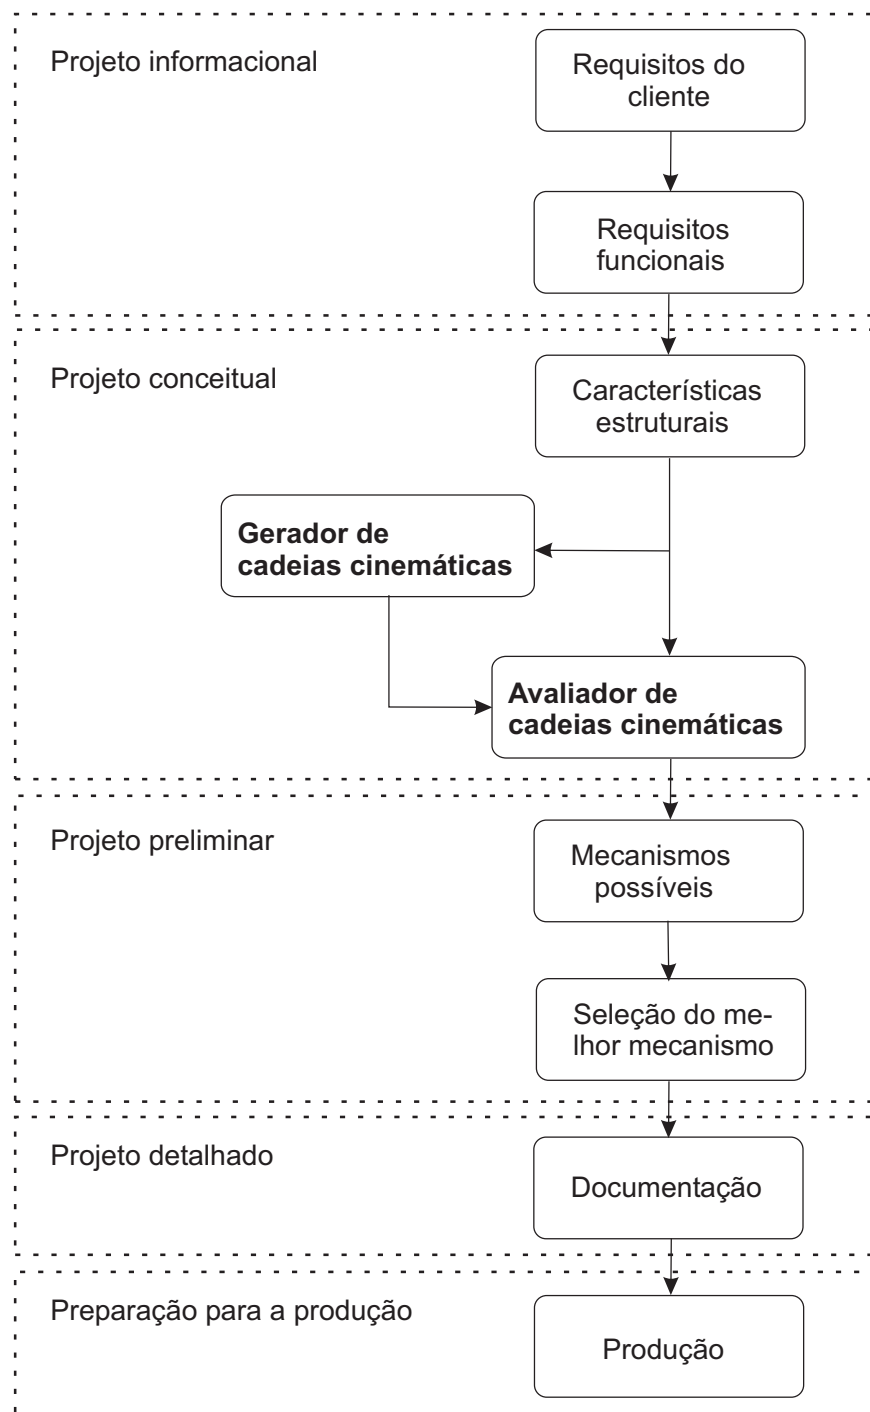 Projeto informacional
Requisitos do
cliente
Requisitos
funcionais
Projeto conceitual
Características
estruturais
Gerador de
cadeias cinemáticas
Avaliador de
cadeias cinemáticas
Projeto preliminar
Mecanismos
possíveis
Seleção do me-
lhor mecanismo
Projeto detalhado
Documentação
Preparação para a produção
Produção